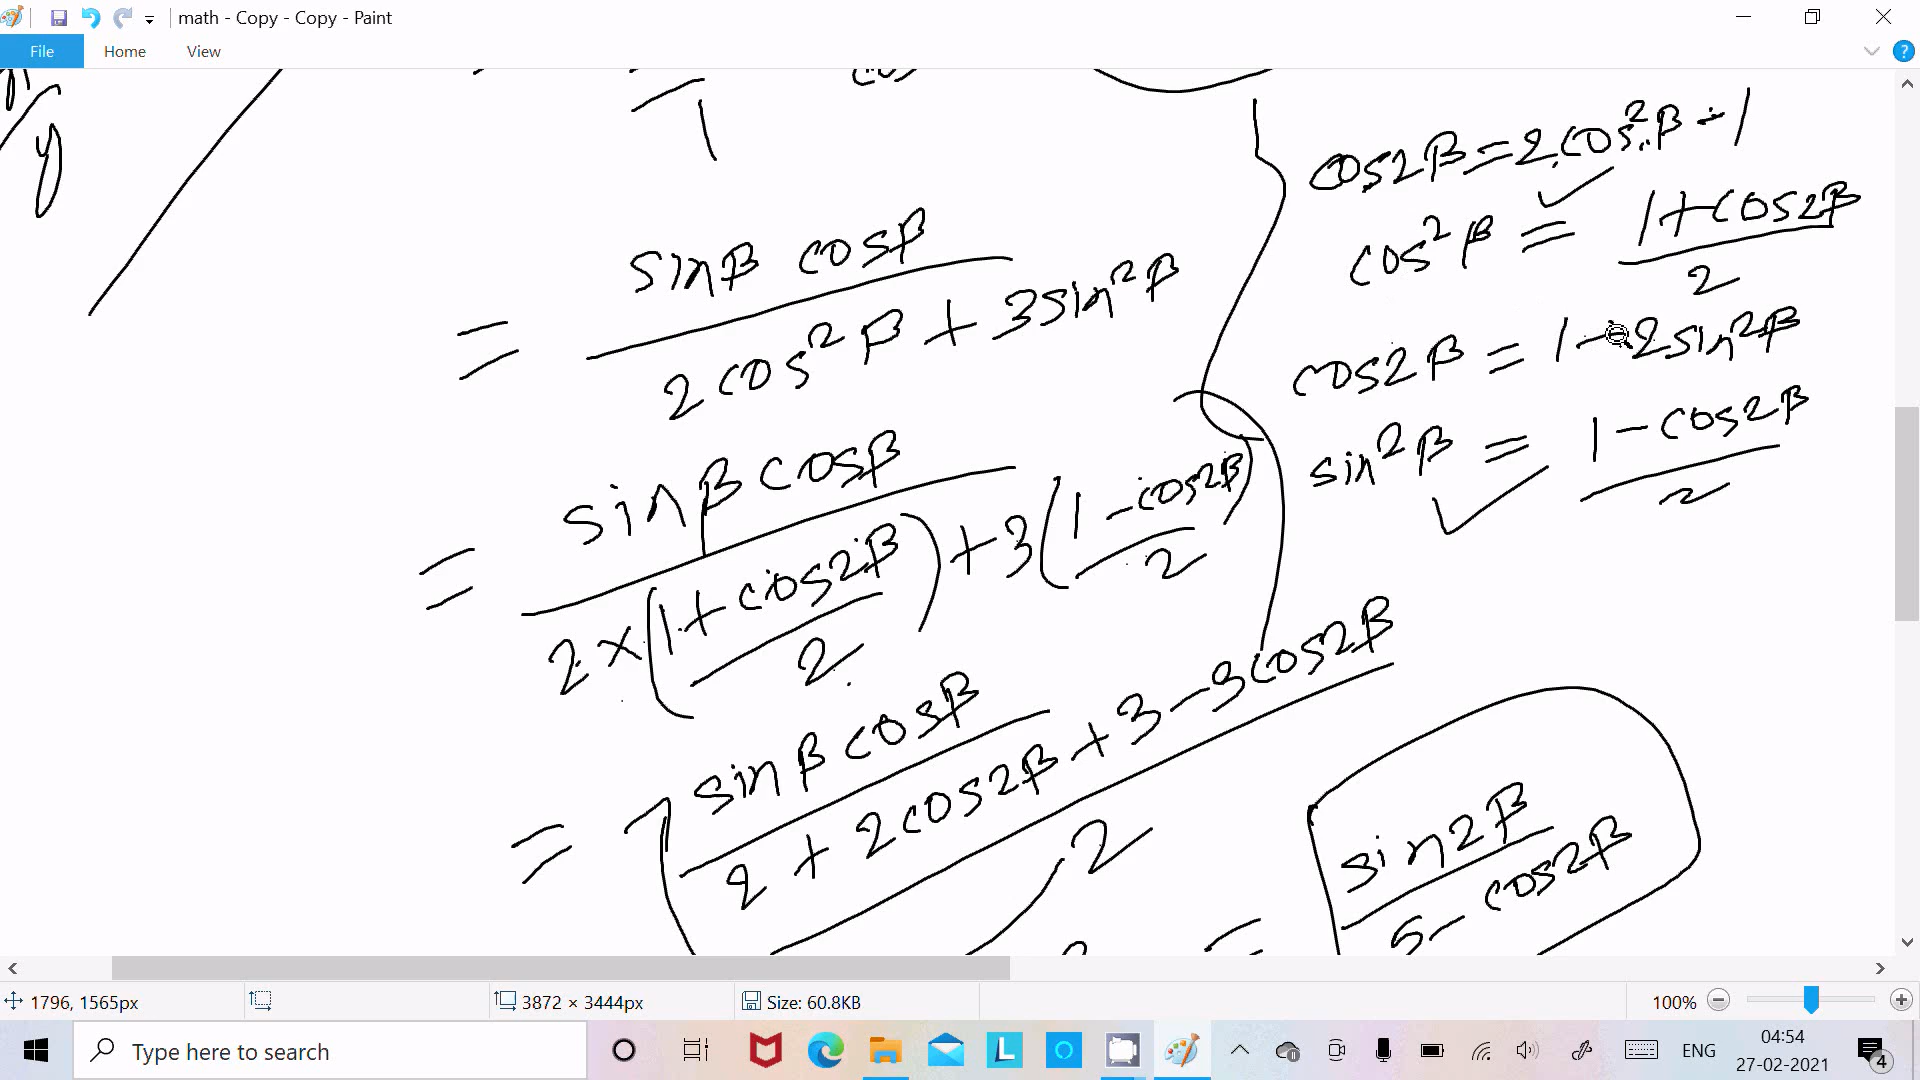 math - Copy - Copy - Paint
File Home View
y
1
cos
= sinβ cosβ / 2cos²β + 3sin²β
= sinβ cosβ / 2×(1+cos2β / 2) + 3(1-cos2β / 2)
= sinβ cosβ / 2 + 2cos2β + 3 - 3cos2β / 2
cos2β = 2cos²β - 1
cos²β = 1+cos2β / 2
cos2β = 1-2sin²β
sin²β = 1-cos2β / 2
= sin2β / 5-cos2β
1796, 1565px 3872 × 3444px Size: 60.8KB 100%
Type here to search
ENG
04:54
27-02-2021
4